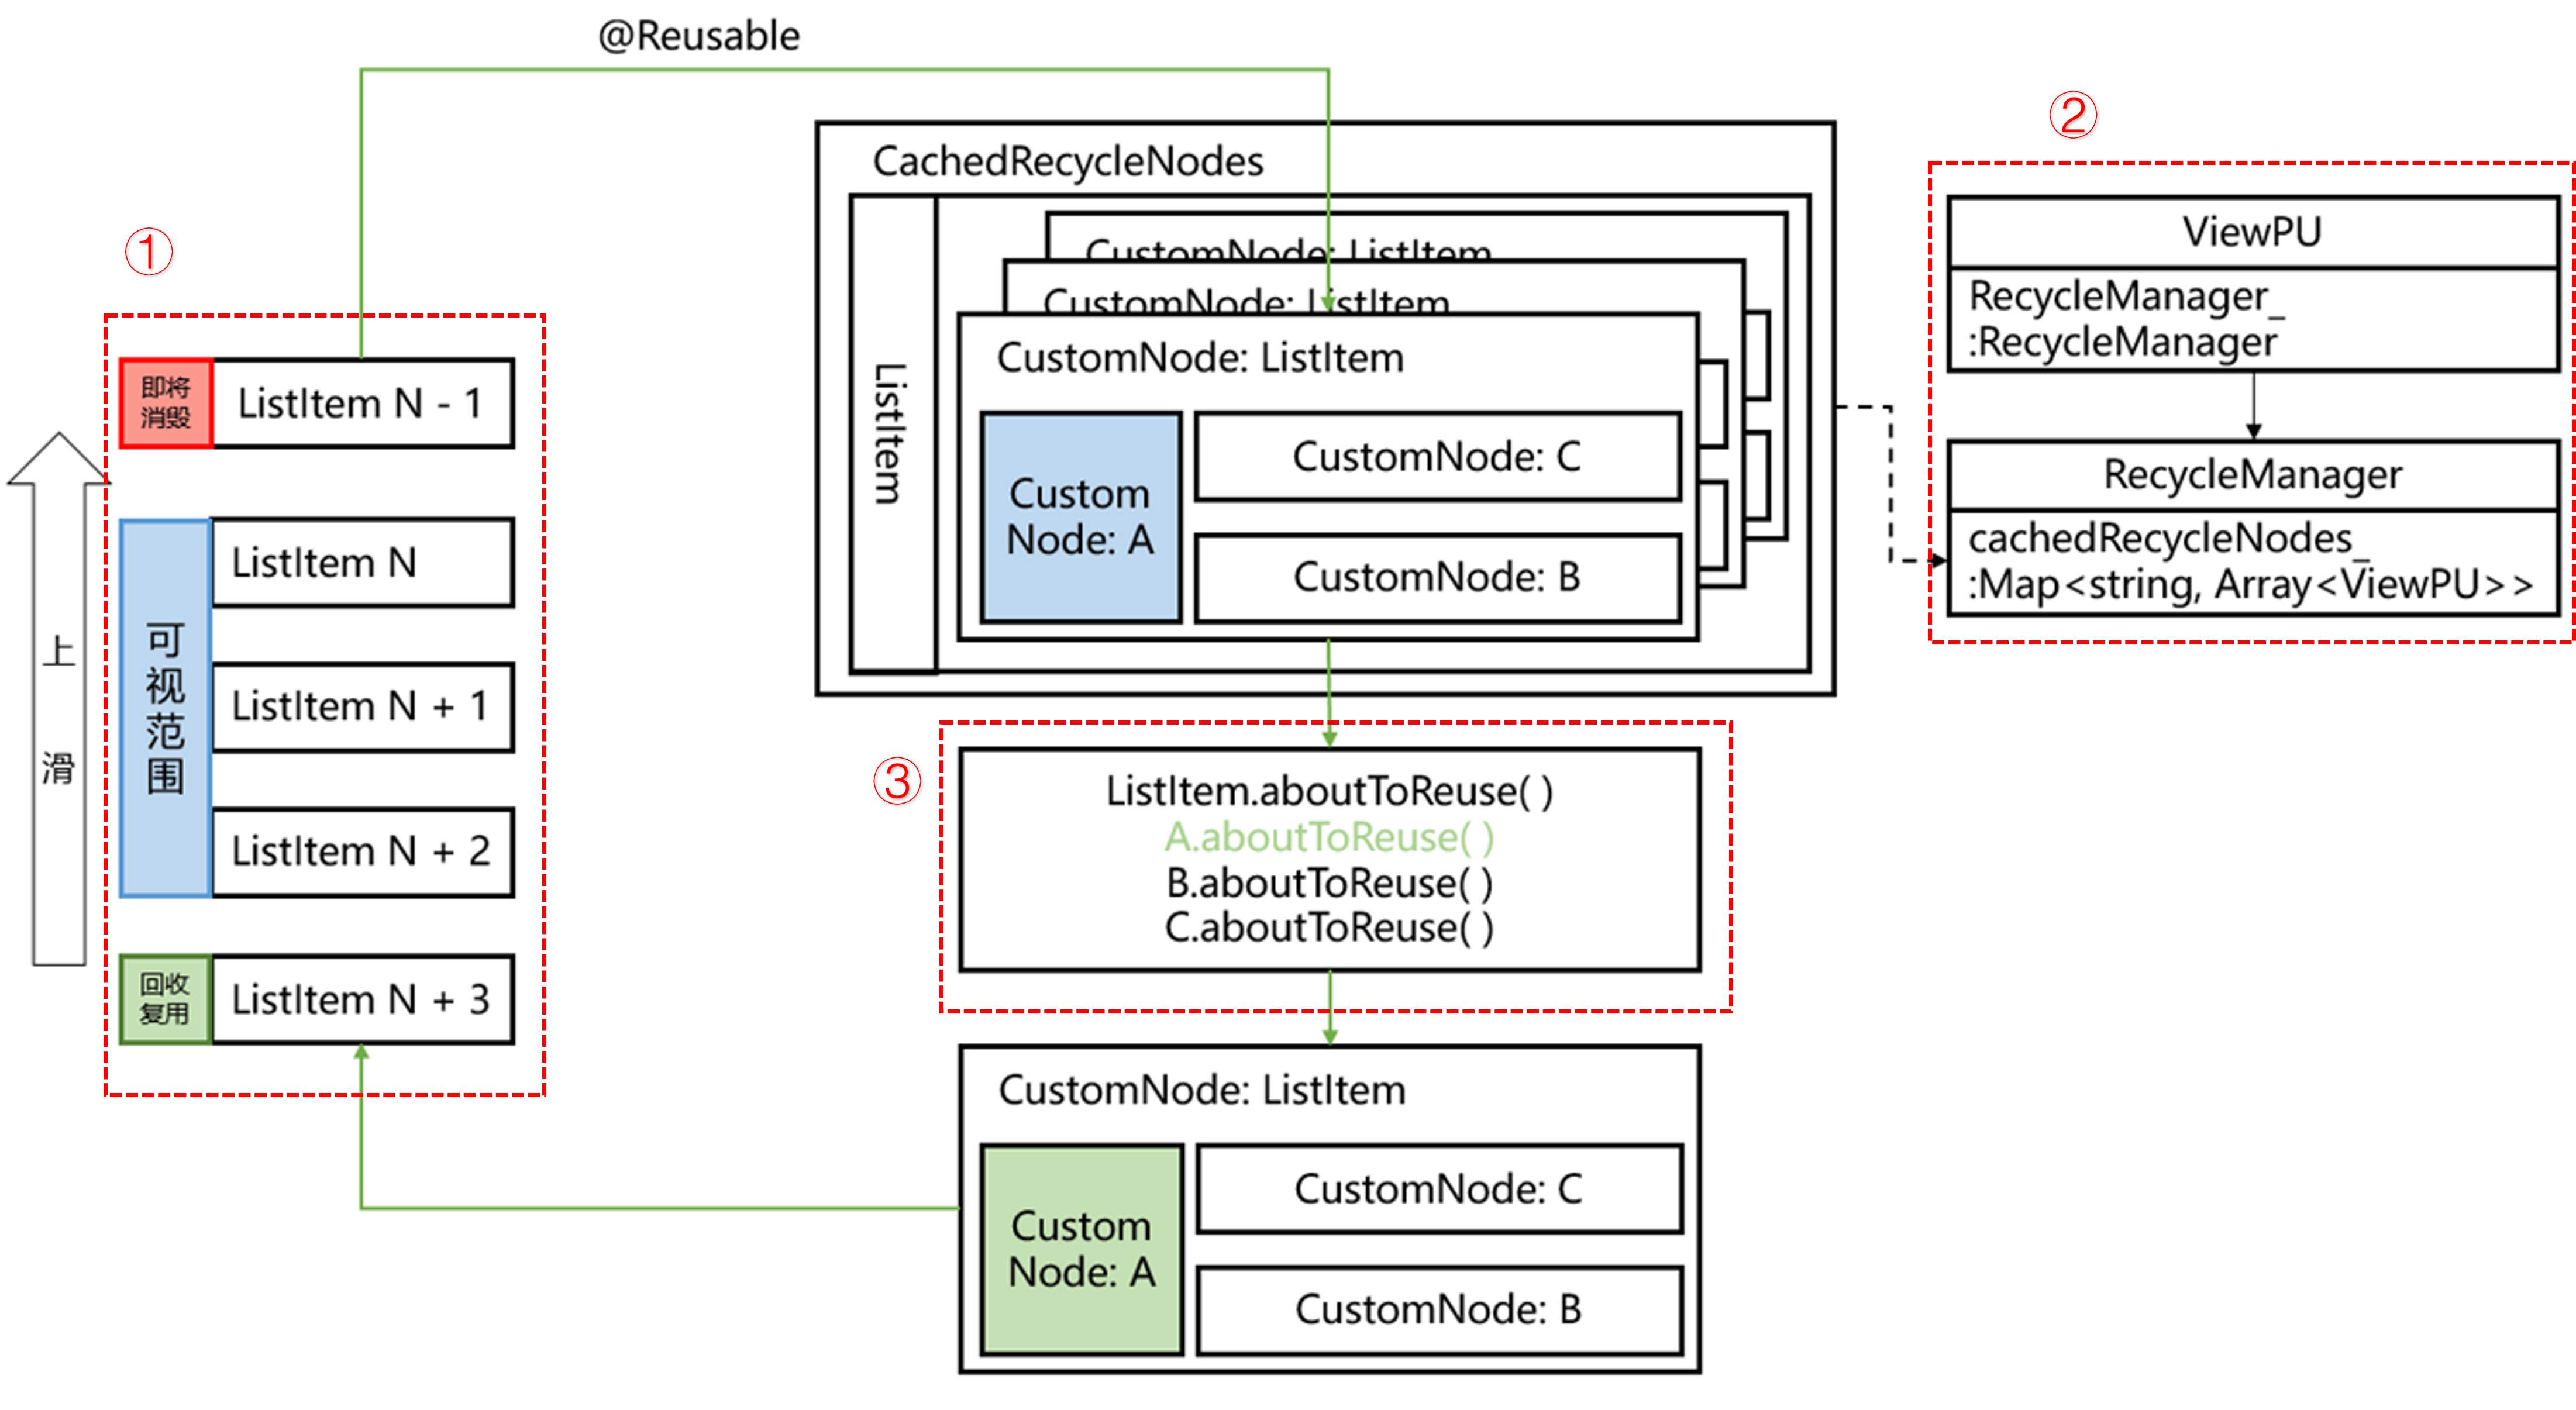 @Reusable
①
即将
消毁
ListItem N - 1
可
视
范
围
ListItem N
ListItem N + 1
ListItem N + 2
上
滑
回收
复用
ListItem N + 3
CachedRecycleNodes
ListItem
CustomNode: ListItem
CustomNode: ListItem
CustomNode: ListItem
Custom
Node: A
CustomNode: C
CustomNode: B
②
ViewPU
RecycleManager_
:RecycleManager
RecycleManager
cachedRecycleNodes_
:Map<string, Array<ViewPU>>
③
ListItem.aboutToReuse( )
A.aboutToReuse( )
B.aboutToReuse( )
C.aboutToReuse( )
CustomNode: ListItem
Custom
Node: A
CustomNode: C
CustomNode: B